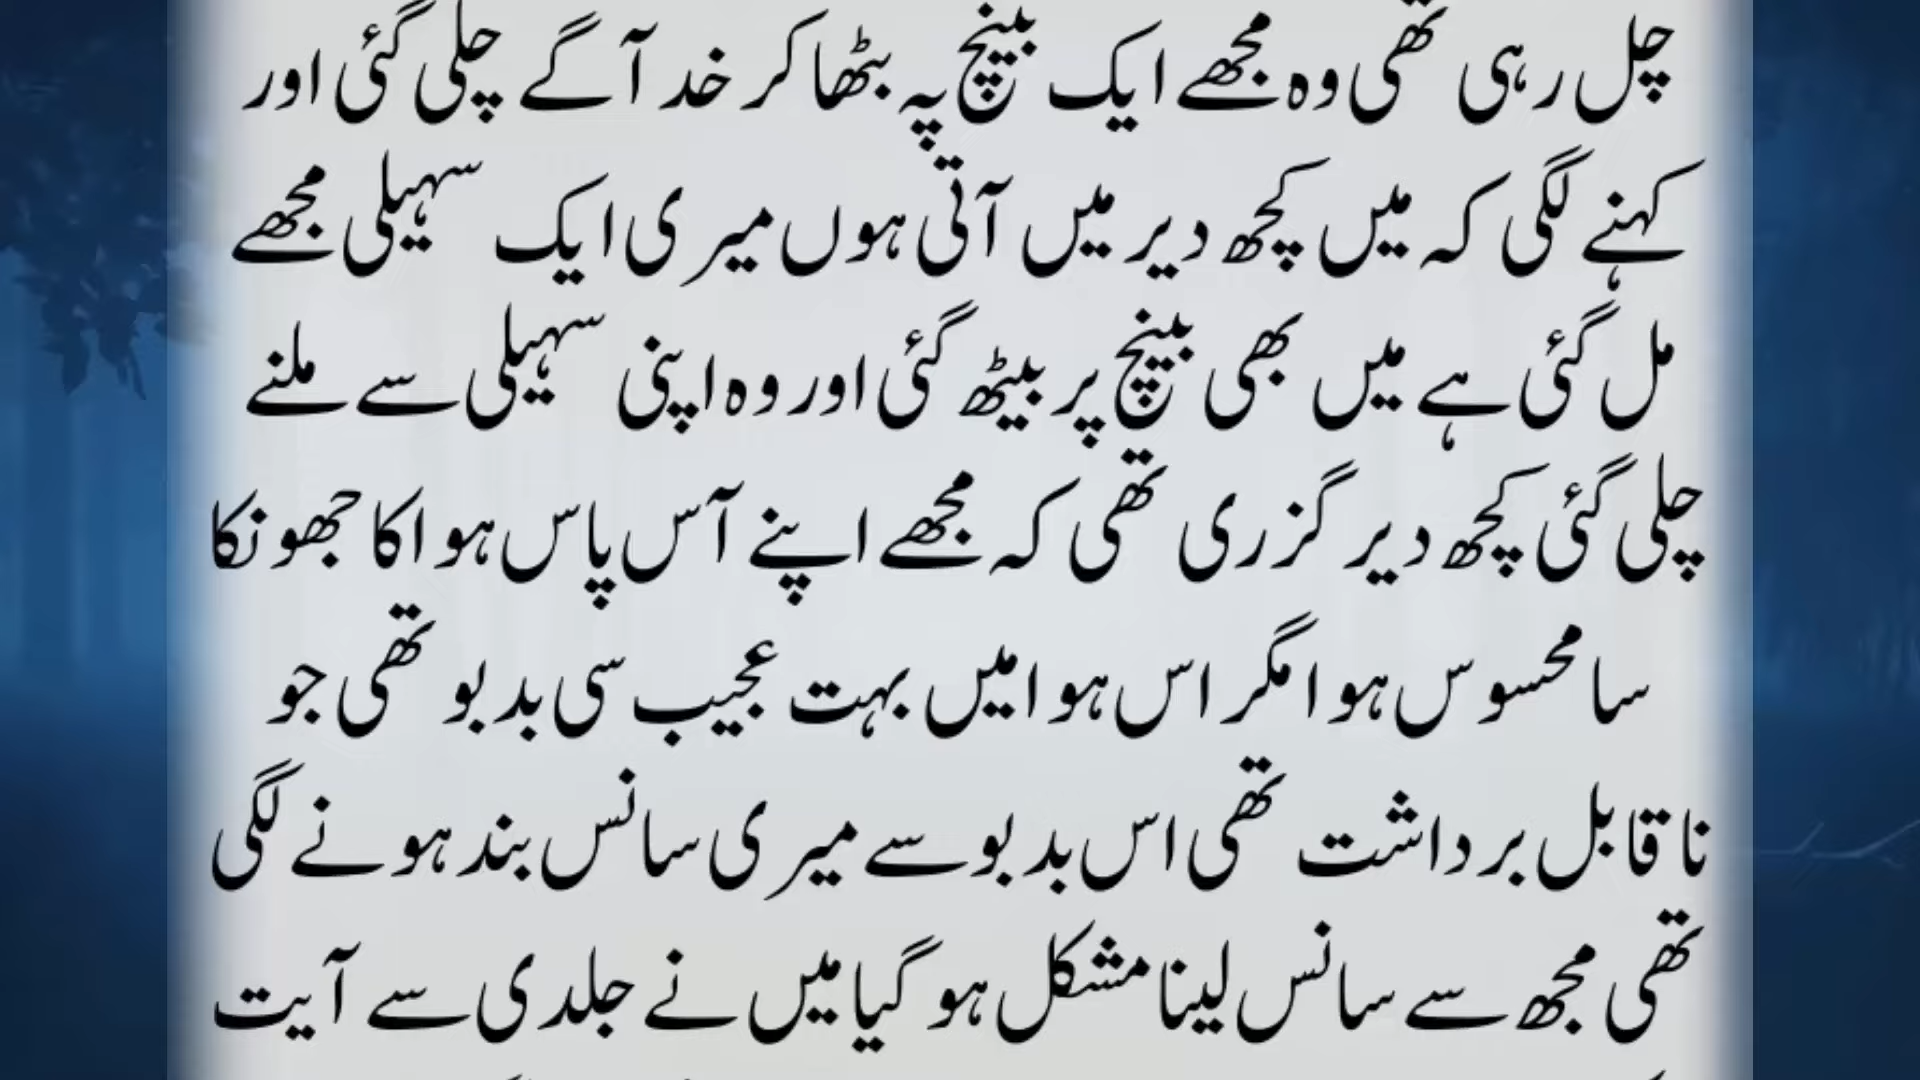 چل رہی تھی وہ مجھے ایک بینچ پہ بٹھا کر خد آگے چلی گئی اور
کہنے لگی کہ میں کچھ دیر میں آتی ہوں میری ایک سہیلی مجھے
مل گئی ہے میں بھی بینچ پر بیٹھ گئی اور وہ اپنی سہیلی سے ملنے
چلی گئی کچھ دیر گزری تھی کہ مجھے اپنے آس پاس ہوا کا جھونکا
سا محسوس ہوا مگر اس ہوا میں بہت عجیب سی بدبو تھی جو
ناقابل برداشت تھی اس بدبو سے میری سانس بند ہونے لگی
تھی مجھ سے سانس لینا مشکل ہو گیا میں نے جلدی سے آیت